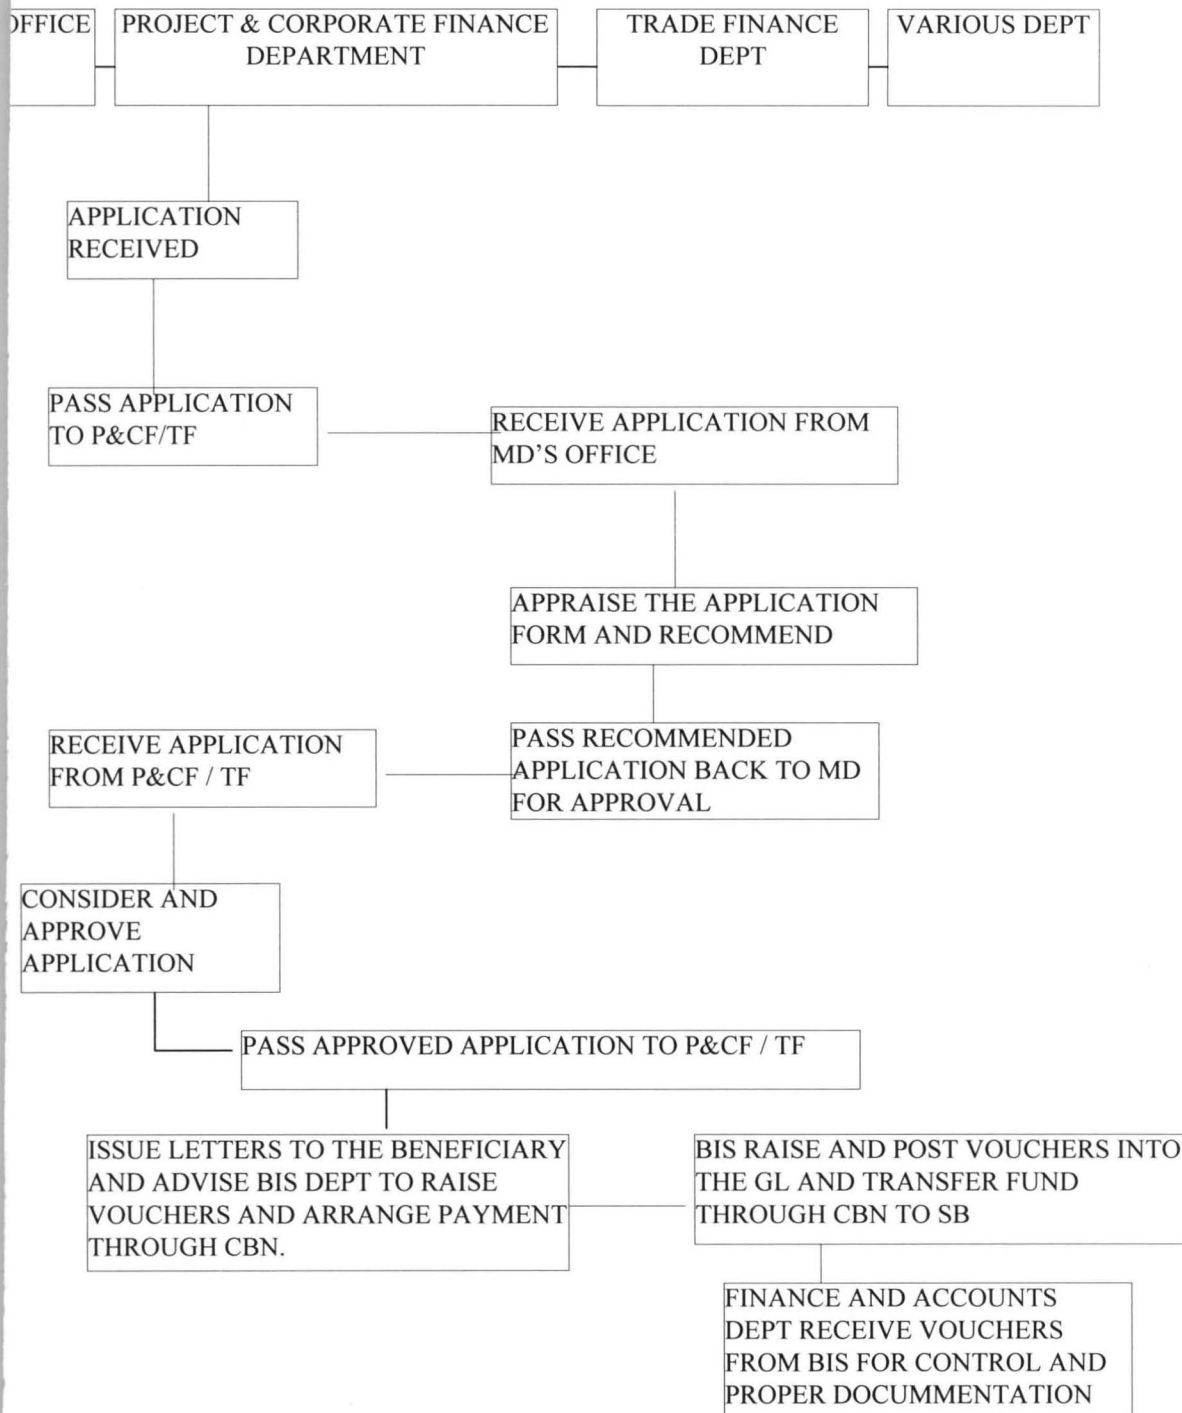 OFFICE
PROJECT & CORPORATE FINANCE
DEPARTMENT
TRADE FINANCE
DEPT
VARIOUS DEPT
APPLICATION
RECEIVED
PASS APPLICATION
TO P&CF/TF
RECEIVE APPLICATION FROM
MD'S OFFICE
APPRAISE THE APPLICATION
FORM AND RECOMMEND
PASS RECOMMENDED
APPLICATION BACK TO MD
FOR APPROVAL
RECEIVE APPLICATION
FROM P&CF / TF
CONSIDER AND
APPROVE
APPLICATION
PASS APPROVED APPLICATION TO P&CF / TF
ISSUE LETTERS TO THE BENEFICIARY
AND ADVISE BIS DEPT TO RAISE
VOUCHERS AND ARRANGE PAYMENT
THROUGH CBN.
BIS RAISE AND POST VOUCHERS INTO
THE GL AND TRANSFER FUND
THROUGH CBN TO SB
FINANCE AND ACCOUNTS
DEPT RECEIVE VOUCHERS
FROM BIS FOR CONTROL AND
PROPER DOCUMMENTATION